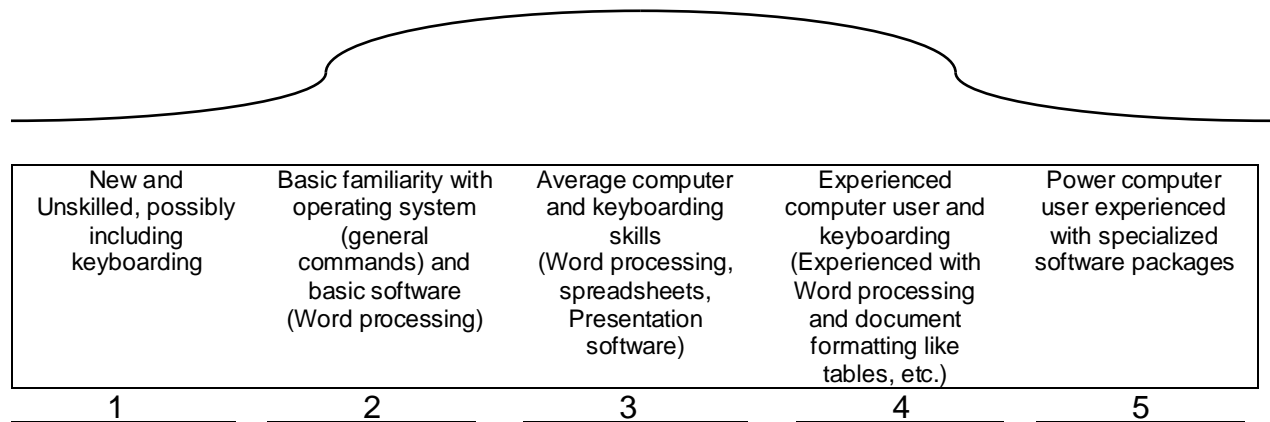 New and
Unskilled, possibly
including
keyboarding
Basic familiarity with
operating system
(general
commands) and
basic software
(Word processing)
Average computer
and keyboarding
skills
(Word processing,
spreadsheets,
Presentation
software)
Experienced
computer user and
keyboarding
(Experienced with
Word processing
and document
formatting like
tables, etc.)
Power computer
user experienced
with specialized
software packages
1 2 3 4 5